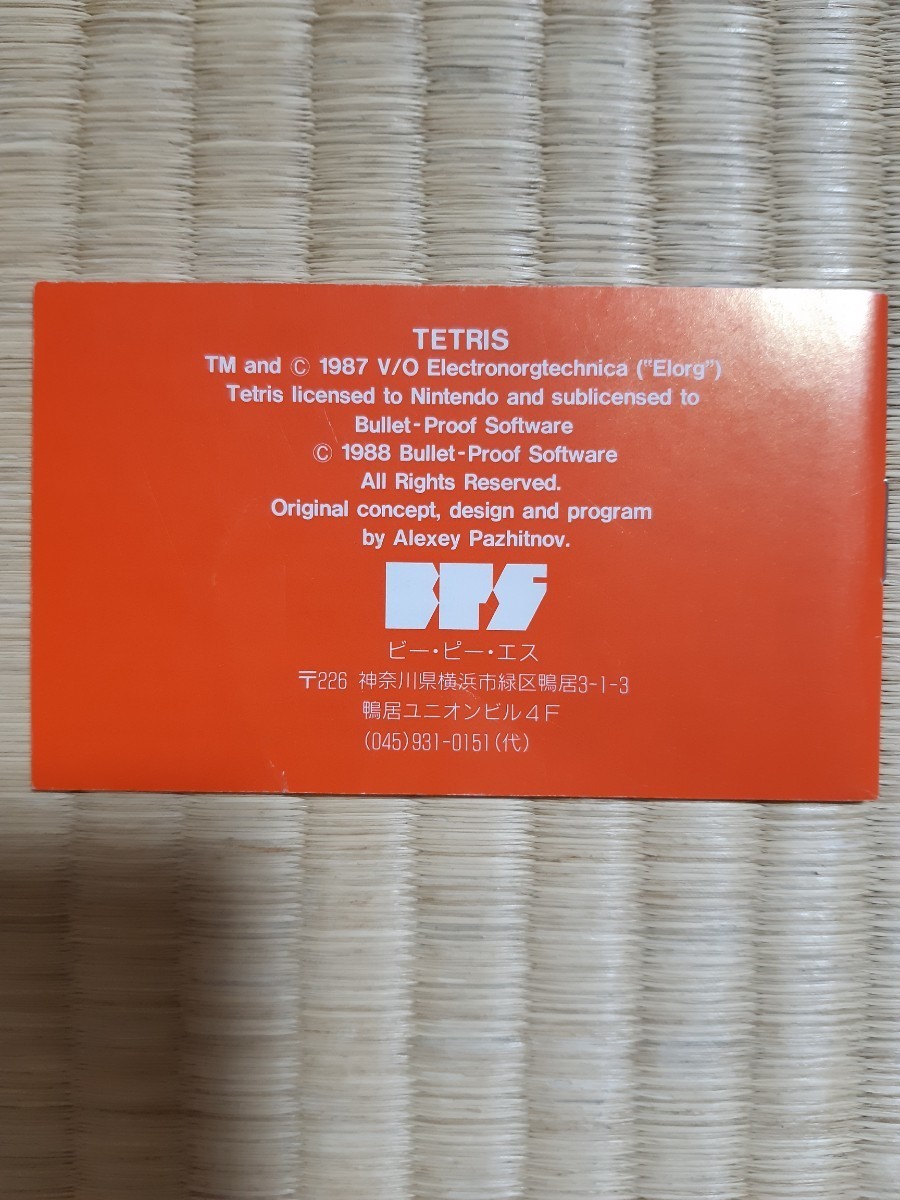 TETRIS
TM and © 1987 V/O Electronorgtechnica ("Elorg")
Tetris licensed to Nintendo and sublicensed to
Bullet-Proof Software
© 1988 Bullet-Proof Software
All Rights Reserved.
Original concept, design and program
by Alexey Pazhitnov.
BPS
ビー・ピー・エス
〒226 神奈川県横浜市緑区鴨居3-1-3
鴨居ユニオンビル4F
(045)931-0151(代)